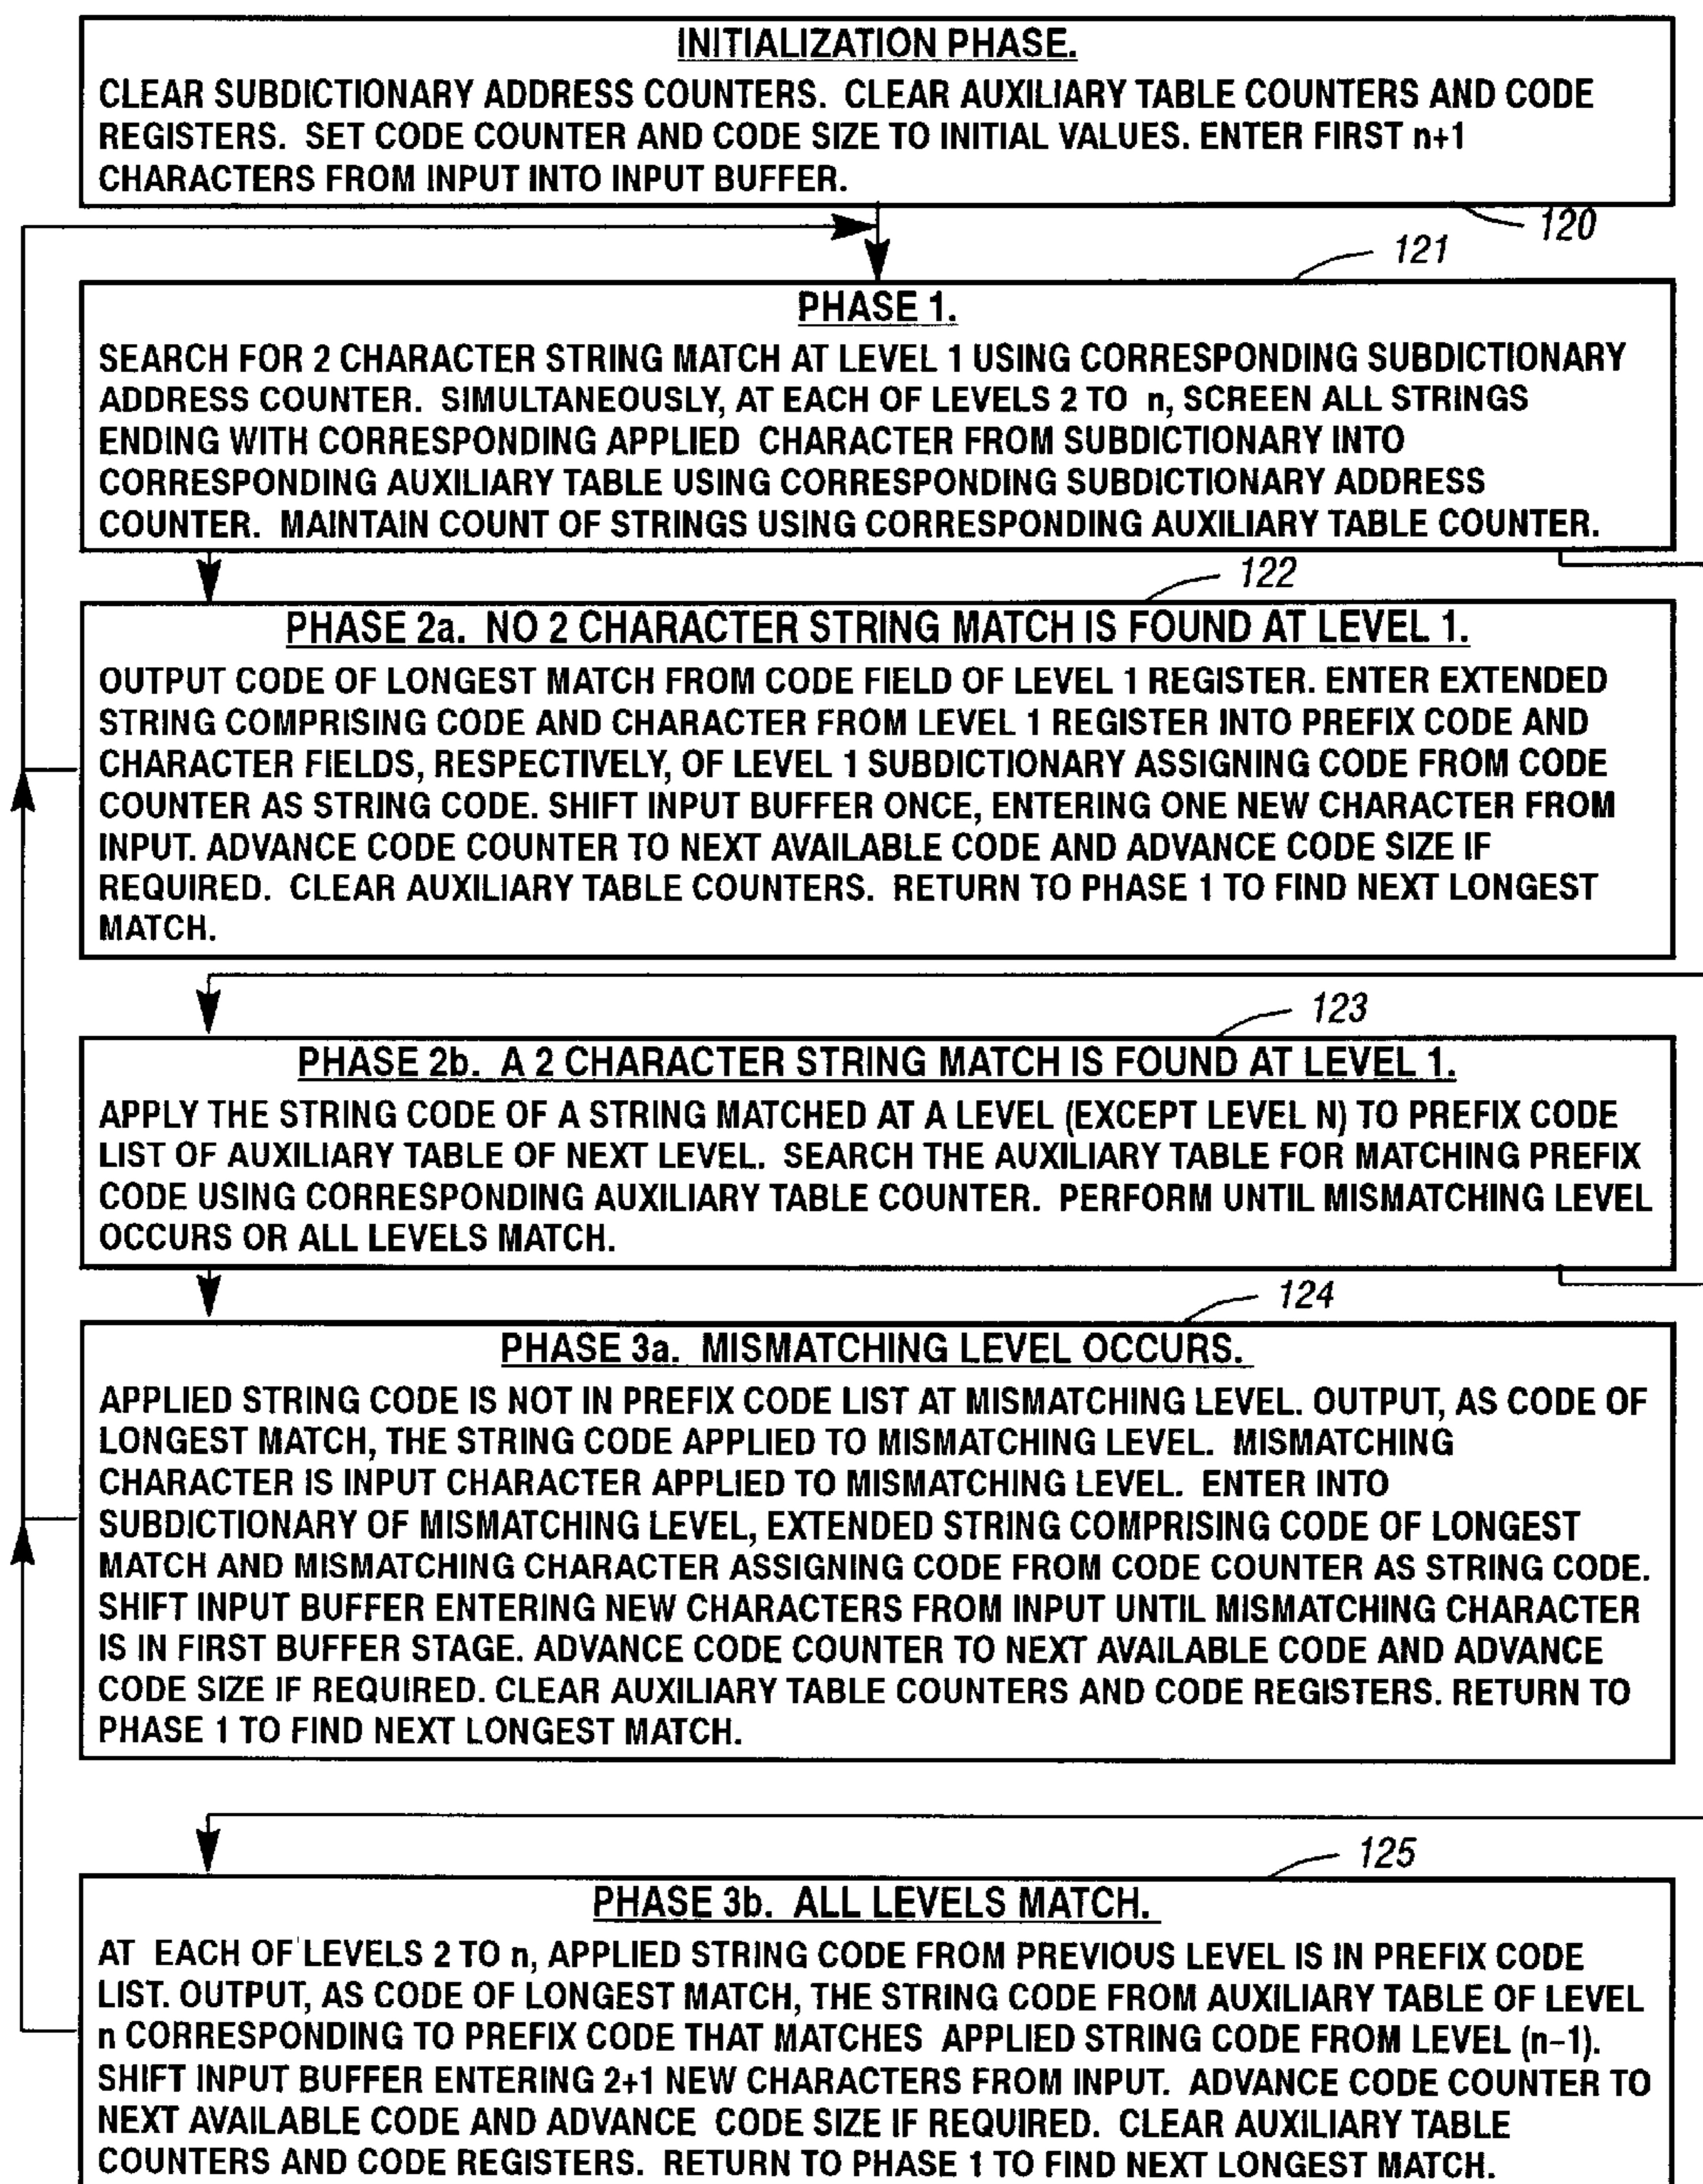 INITIALIZATION PHASE.
CLEAR SUBDICTIONARY ADDRESS COUNTERS. CLEAR AUXILIARY TABLE COUNTERS AND CODE
REGISTERS. SET CODE COUNTER AND CODE SIZE TO INITIAL VALUES. ENTER FIRST n+1
CHARACTERS FROM INPUT INTO INPUT BUFFER.
120
121
PHASE 1.
SEARCH FOR 2 CHARACTER STRING MATCH AT LEVEL 1 USING CORRESPONDING SUBDICTIONARY
ADDRESS COUNTER. SIMULTANEOUSLY, AT EACH OF LEVELS 2 TO n, SCREEN ALL STRINGS
ENDING WITH CORRESPONDING APPLIED CHARACTER FROM SUBDICTIONARY INTO
CORRESPONDING AUXILIARY TABLE USING CORRESPONDING SUBDICTIONARY ADDRESS
COUNTER. MAINTAIN COUNT OF STRINGS USING CORRESPONDING AUXILIARY TABLE COUNTER.
122
PHASE 2a. NO 2 CHARACTER STRING MATCH IS FOUND AT LEVEL 1.
OUTPUT CODE OF LONGEST MATCH FROM CODE FIELD OF LEVEL 1 REGISTER. ENTER EXTENDED
STRING COMPRISING CODE AND CHARACTER FROM LEVEL 1 REGISTER INTO PREFIX CODE AND
CHARACTER FIELDS, RESPECTIVELY, OF LEVEL 1 SUBDICTIONARY ASSIGNING CODE FROM CODE
COUNTER AS STRING CODE. SHIFT INPUT BUFFER ONCE, ENTERING ONE NEW CHARACTER FROM
INPUT. ADVANCE CODE COUNTER TO NEXT AVAILABLE CODE AND ADVANCE CODE SIZE IF
REQUIRED. CLEAR AUXILIARY TABLE COUNTERS. RETURN TO PHASE 1 TO FIND NEXT LONGEST
MATCH.
123
PHASE 2b. A 2 CHARACTER STRING MATCH IS FOUND AT LEVEL 1.
APPLY THE STRING CODE OF A STRING MATCHED AT A LEVEL (EXCEPT LEVEL N) TO PREFIX CODE
LIST OF AUXILIARY TABLE OF NEXT LEVEL. SEARCH THE AUXILIARY TABLE FOR MATCHING PREFIX
CODE USING CORRESPONDING AUXILIARY TABLE COUNTER. PERFORM UNTIL MISMATCHING LEVEL
OCCURS OR ALL LEVELS MATCH.
124
PHASE 3a. MISMATCHING LEVEL OCCURS.
APPLIED STRING CODE IS NOT IN PREFIX CODE LIST AT MISMATCHING LEVEL. OUTPUT, AS CODE OF
LONGEST MATCH, THE STRING CODE APPLIED TO MISMATCHING LEVEL. MISMATCHING
CHARACTER IS INPUT CHARACTER APPLIED TO MISMATCHING LEVEL. ENTER INTO
SUBDICTIONARY OF MISMATCHING LEVEL, EXTENDED STRING COMPRISING CODE OF LONGEST
MATCH AND MISMATCHING CHARACTER ASSIGNING CODE FROM CODE COUNTER AS STRING CODE.
SHIFT INPUT BUFFER ENTERING NEW CHARACTERS FROM INPUT UNTIL MISMATCHING CHARACTER
IS IN FIRST BUFFER STAGE. ADVANCE CODE COUNTER TO NEXT AVAILABLE CODE AND ADVANCE
CODE SIZE IF REQUIRED. CLEAR AUXILIARY TABLE COUNTERS AND CODE REGISTERS. RETURN TO
PHASE 1 TO FIND NEXT LONGEST MATCH.
125
PHASE 3b. ALL LEVELS MATCH.
AT EACH OF LEVELS 2 TO n, APPLIED STRING CODE FROM PREVIOUS LEVEL IS IN PREFIX CODE
LIST. OUTPUT, AS CODE OF LONGEST MATCH, THE STRING CODE FROM AUXILIARY TABLE OF LEVEL
n CORRESPONDING TO PREFIX CODE THAT MATCHES APPLIED STRING CODE FROM LEVEL (n-1).
SHIFT INPUT BUFFER ENTERING 2+1 NEW CHARACTERS FROM INPUT. ADVANCE CODE COUNTER TO
NEXT AVAILABLE CODE AND ADVANCE CODE SIZE IF REQUIRED. CLEAR AUXILIARY TABLE
COUNTERS AND CODE REGISTERS. RETURN TO PHASE 1 TO FIND NEXT LONGEST MATCH.